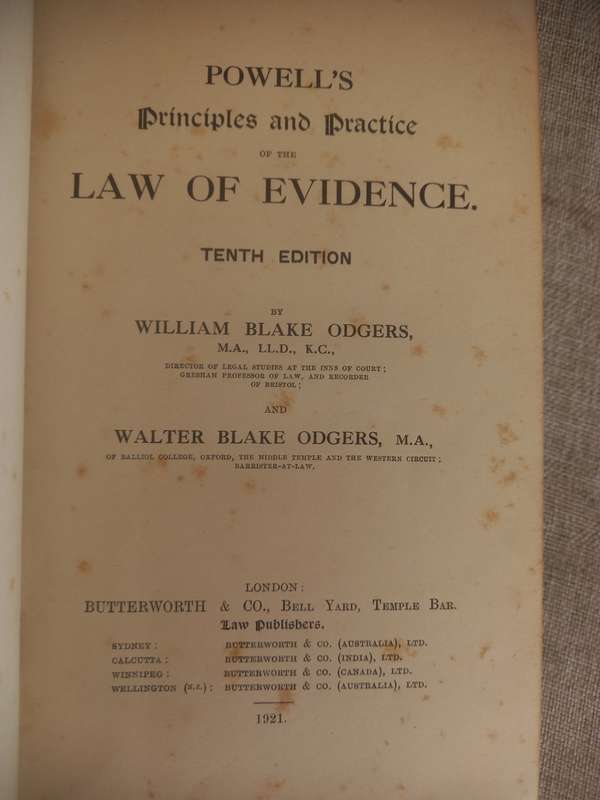 POWELL'S
Principles and Practice
OF THE
LAW OF EVIDENCE.
TENTH EDITION
BY
WILLIAM BLAKE ODGERS,
M.A., LL.D., K.C.,
DIRECTOR OF LEGAL STUDIES AT THE INNS OF COURT;
GRESHAM PROFESSOR OF LAW, AND RECORDER
OF BRISTOL;
AND
WALTER BLAKE ODGERS, M.A.,
OF BALLIOL COLLEGE, OXFORD, THE MIDDLE TEMPLE AND THE WESTERN CIRCUIT;
BARRISTER-AT-LAW.
LONDON:
BUTTERWORTH & CO., BELL YARD, TEMPLE BAR.
Law Publishers.
SYDNEY: BUTTERWORTH & CO. (AUSTRALIA), LTD.
CALCUTTA: BUTTERWORTH & CO. (INDIA), LTD.
WINNIPEG: BUTTERWORTH & CO. (CANADA), LTD.
WELLINGTON (N.Z.): BUTTERWORTH & CO. (AUSTRALIA), LTD.
1921.